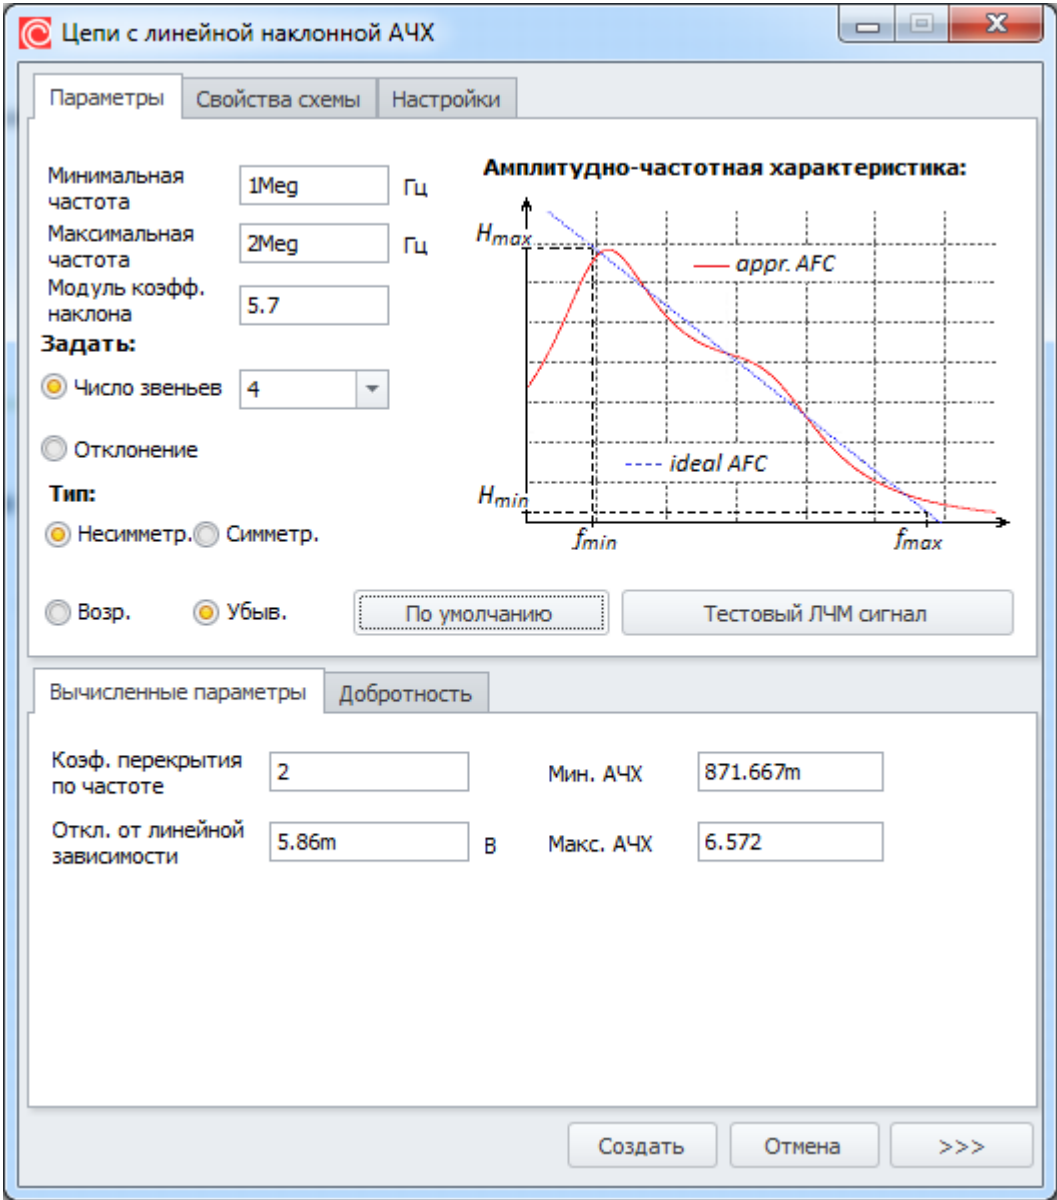 Цепи с линейной наклонной АЧХ
Параметры
Свойства схемы
Настройки
Минимальная
частота
1Meg
Гц
Максимальная
частота
2Meg
Гц
Модуль коэфф.
наклона
5.7
Задать:
Число звеньев
4
Отклонение
Тип:
Несимметр.
Симметр.
Возр.
Убыв.
Амплитудно-частотная характеристика:
Hmax
appr. AFC
ideal AFC
Hmin
fmin
fmax
По умолчанию
Тестовый ЛЧМ сигнал
Вычисленные параметры
Добротность
Коэф. перекрытия
по частоте
2
Мин. АЧХ
871.667m
Откл. от линейной
зависимости
5.86m
В
Макс. АЧХ
6.572
Создать
Отмена
>>>